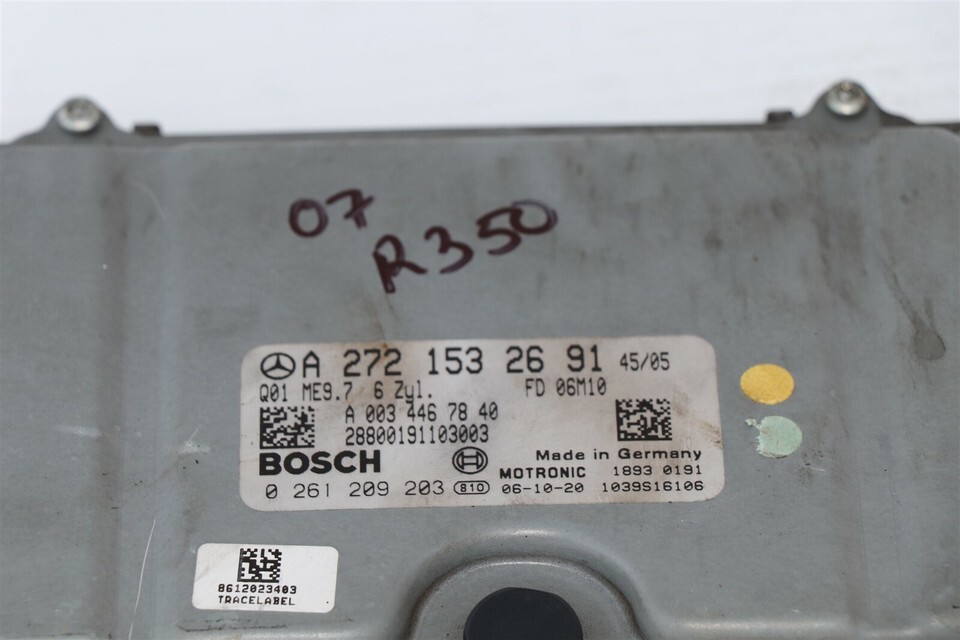 07
R350
A 272 153 26 91 45/05
Q01 ME9.7 6 Zyl. FD 06M10
A 003 446 78 40
28800191103003
BOSCH
Made in Germany
MOTRONIC 1893 0191
0 261 209 203 810 06-10-20 1039S16106
8612023403
TRACELABEL